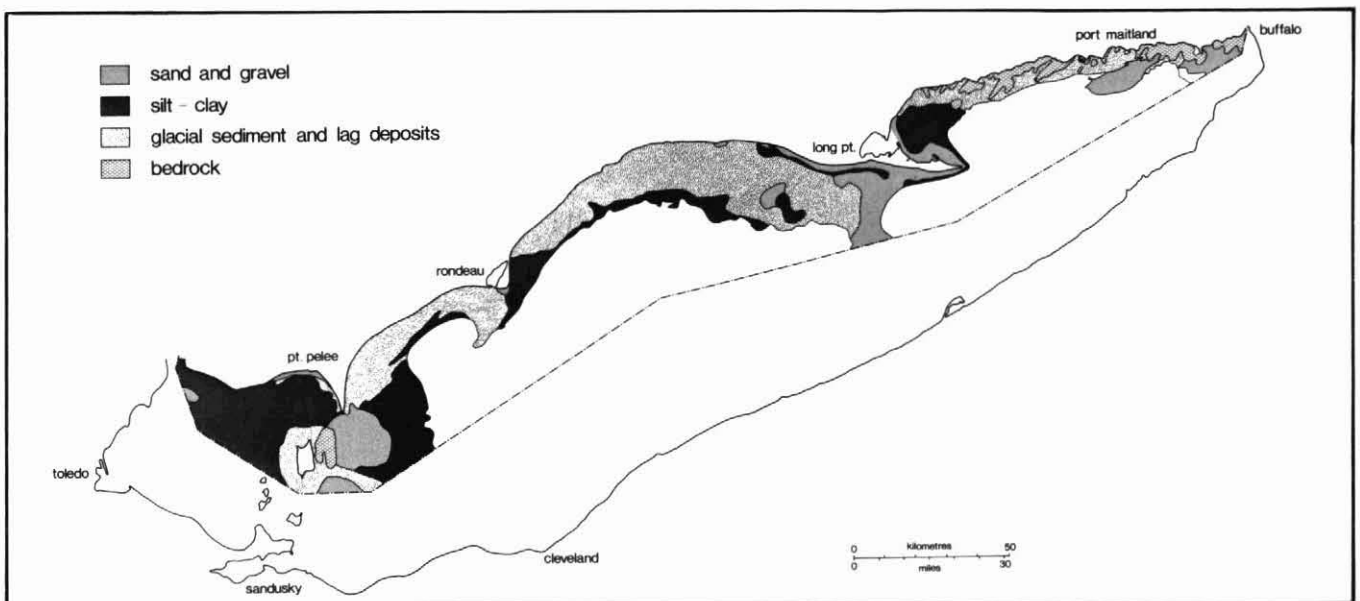 port maitland
buffalo
sand and gravel
silt - clay
glacial sediment and lag deposits
bedrock
long pt.
rondeau
pt. pelee
toledo
cleveland
sandusky
0 kilometres 50
0 miles 30